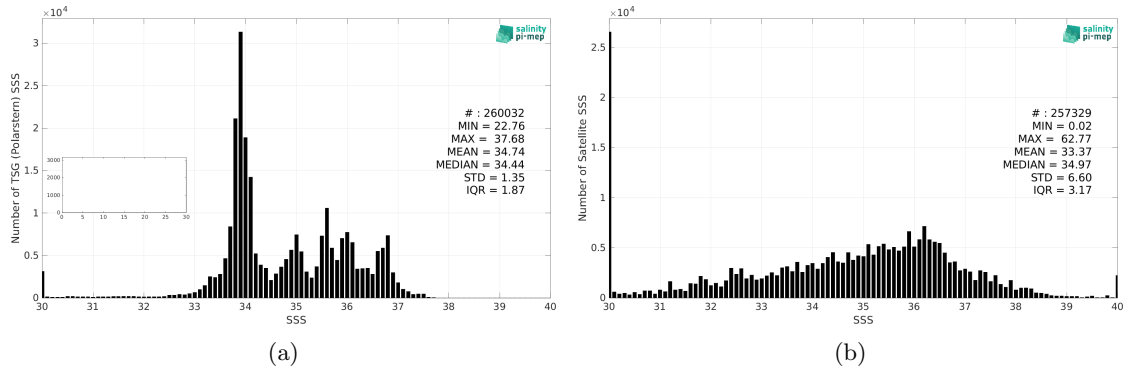 ×10⁴
3
2.5
2
1.5
1
0.5
0
30 31 32 33 34 35 36 37 38 39 40
SSS
Number of TSG (Polarstern) SSS
salinity
pi-mep
# : 260032
MIN = 22.76
MAX = 37.68
MEAN = 34.74
MEDIAN = 34.44
STD = 1.35
IQR = 1.87
3000
2000
1000
0
0 5 10 15 20 25 30
(a)
×10⁴
2.5
2
1.5
1
0.5
0
30 31 32 33 34 35 36 37 38 39 40
SSS
Number of Satellite SSS
salinity
pi-mep
# : 257329
MIN = 0.02
MAX = 62.77
MEAN = 33.37
MEDIAN = 34.97
STD = 6.60
IQR = 3.17
(b)